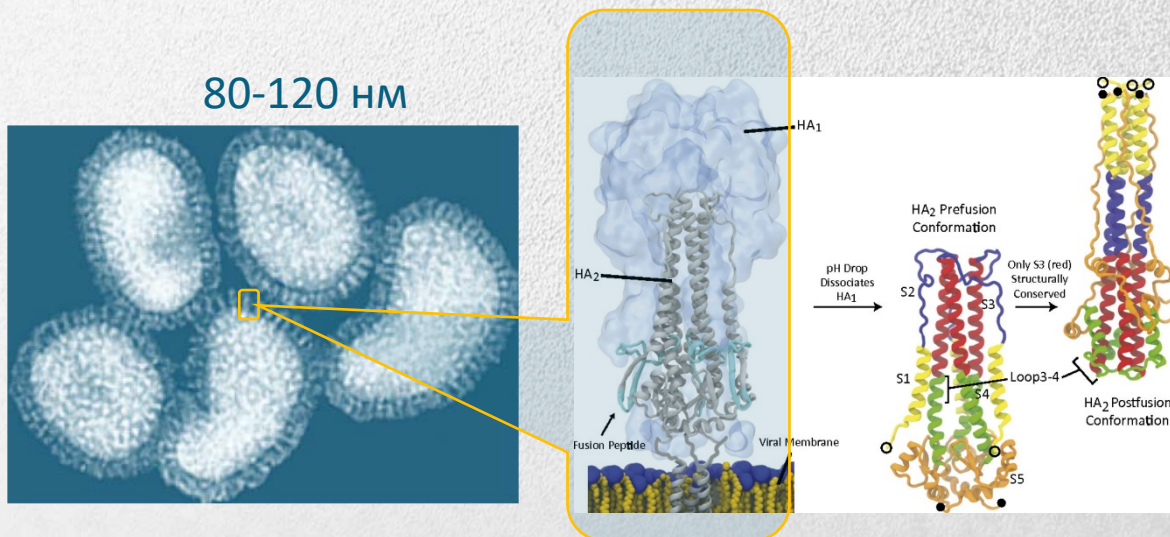 80-120 нм
HA1
HA2
Fusion Peptide
Viral Membrane
pH Drop
Dissociates
HA1
HA2 Prefusion
Conformation
S2
S3
S1
S4
S5
Loop3-4
Only S3 (red)
Structurally
Conserved
HA2 Postfusion
Conformation